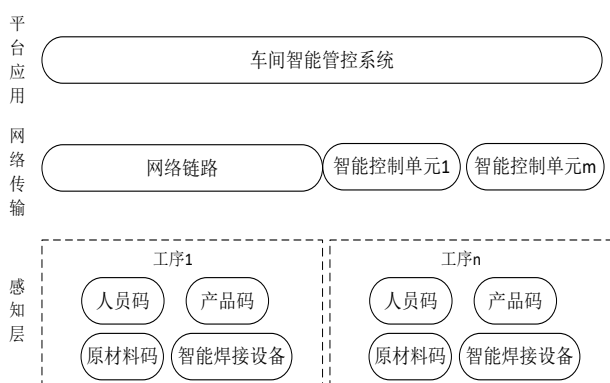 平台应用
车间智能管控系统
网络传输
网络链路
智能控制单元1
智能控制单元m
感知层
工序1
人员码
产品码
原材料码
智能焊接设备
工序n
人员码
产品码
原材料码
智能焊接设备